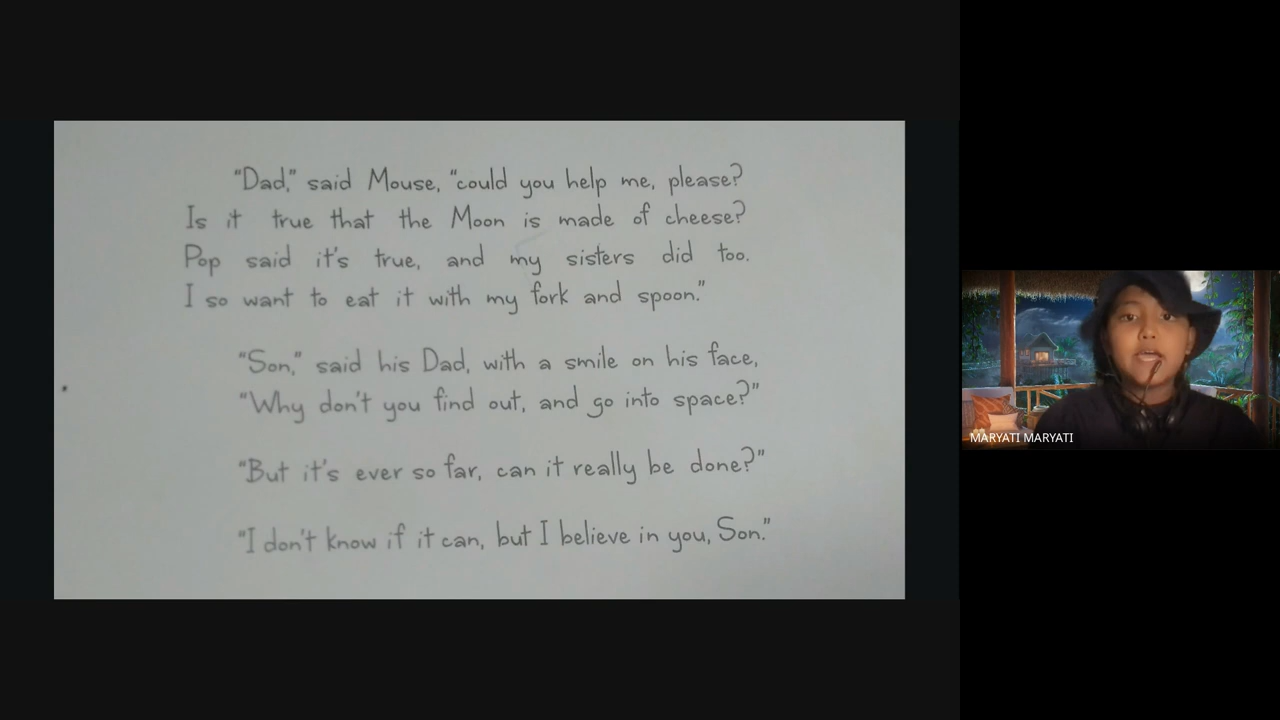 "Dad," said Mouse, "could you help me, please?
Is it true that the Moon is made of cheese?
Pop said it's true, and my sisters did too.
I so want to eat it with my fork and spoon."
"Son," said his Dad, with a smile on his face,
"Why don't you find out, and go into space?"
"But it's ever so far, can it really be done?"
"I don't know if it can, but I believe in you, Son."
MARYATI MARYATI